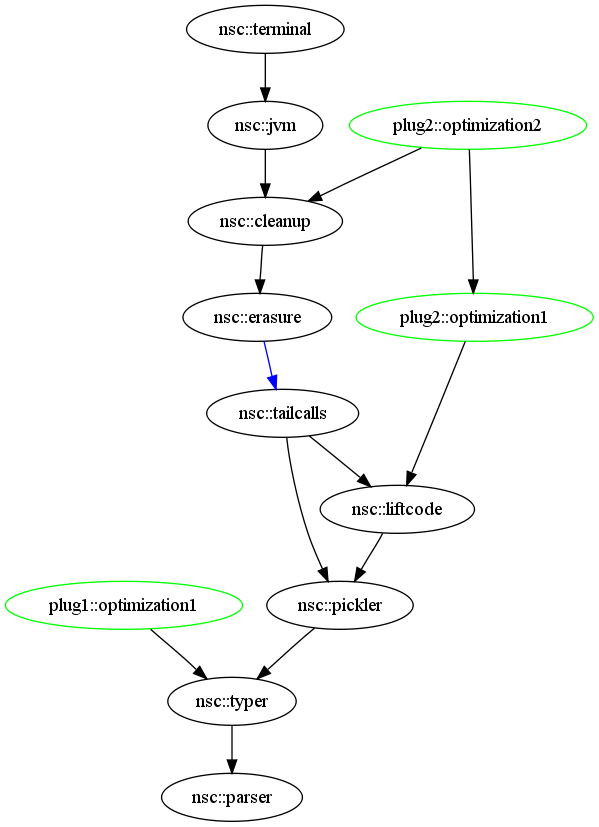 nsc::terminal
nsc::jvm
plug2::optimization2
nsc::cleanup
nsc::erasure
plug2::optimization1
nsc::tailcalls
nsc::liftcode
plug1::optimization1
nsc::pickler
nsc::typer
nsc::parser